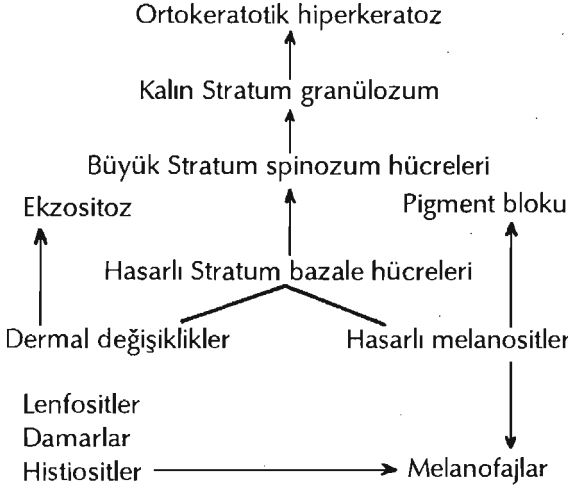 Ortokeratotik hiperkeratoz
Kalın Stratum granülozum
Büyük Stratum spinozum hücreleri
Ekzositoz
Pigment bloku
Hasarlı Stratum bazale hücreleri
Dermal değişiklikler
Hasarlı melanositler
Lenfositler
Damarlar
Histiositler
Melanofajlar